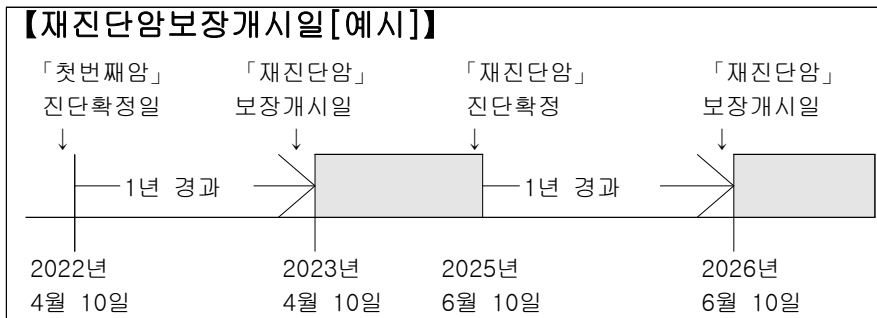 【재진단암보장개시일[예시]】
「첫번째암」 「재진단암」 「재진단암」 「재진단암」
진단확정일 보장개시일 진단확정 보장개시일
↓ ↓ ↓ ↓
1년 경과 1년 경과
2022년 2023년 2025년 2026년
4월 10일 4월 10일 6월 10일 6월 10일